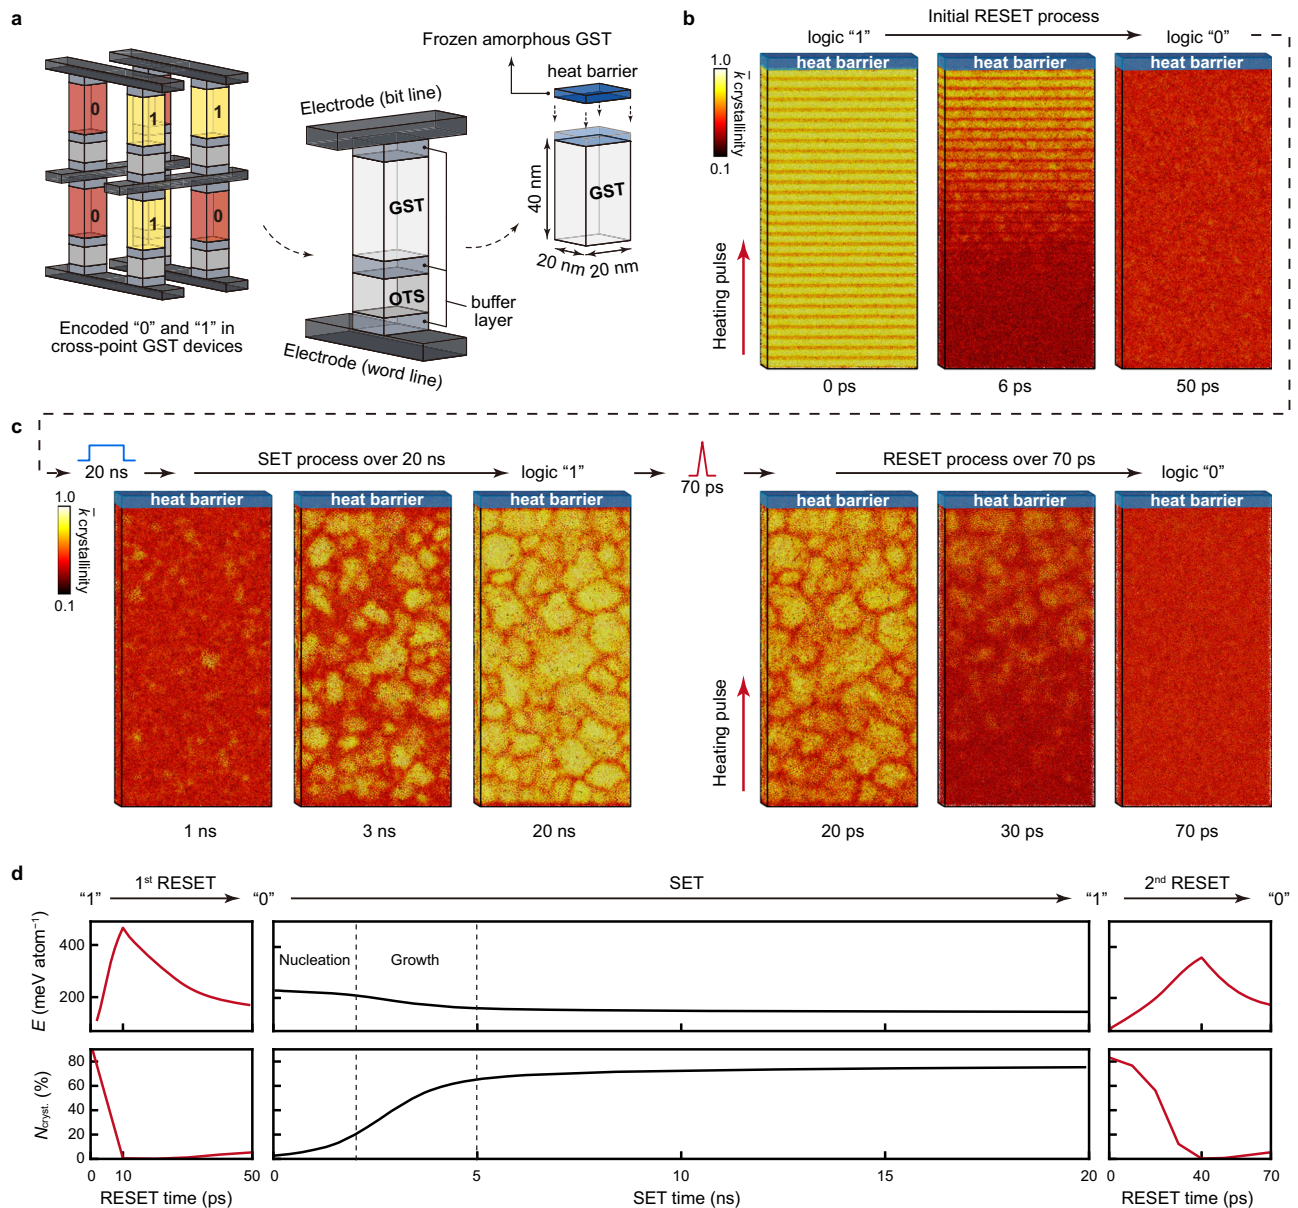 a
0
1
1
0
1
0
Encoded “0” and “1” in
cross-point GST devices
Electrode (bit line)
GST
OTS
buffer
layer
Electrode (word line)
Frozen amorphous GST
heat barrier
40 nm
GST
20 nm
20 nm
b
Initial RESET process
logic “1”
logic “0”
1.0
k̄ crystallinity
0.1
Heating pulse
heat barrier
heat barrier
heat barrier
0 ps
6 ps
50 ps
c
20 ns
SET process over 20 ns
logic “1”
70 ps
RESET process over 70 ps
logic “0”
1.0
k̄ crystallinity
0.1
heat barrier
heat barrier
heat barrier
heat Barrier
heat Barrier
heat Barrier
Heating pulse
1 ns
3 ns
20 ns
20 ps
30 ps
70 ps
d
“1”
1st RESET
“0”
SET
“1”
2nd RESET
“0”
E (meV atom⁻¹)
400
200
Nucleation
Growth
Ncryst. (%)
80
60
40
20
0
0
10
50
0
5
10
15
20
0
40
70
RESET time (ps)
SET time (ns)
RESET time (ps)